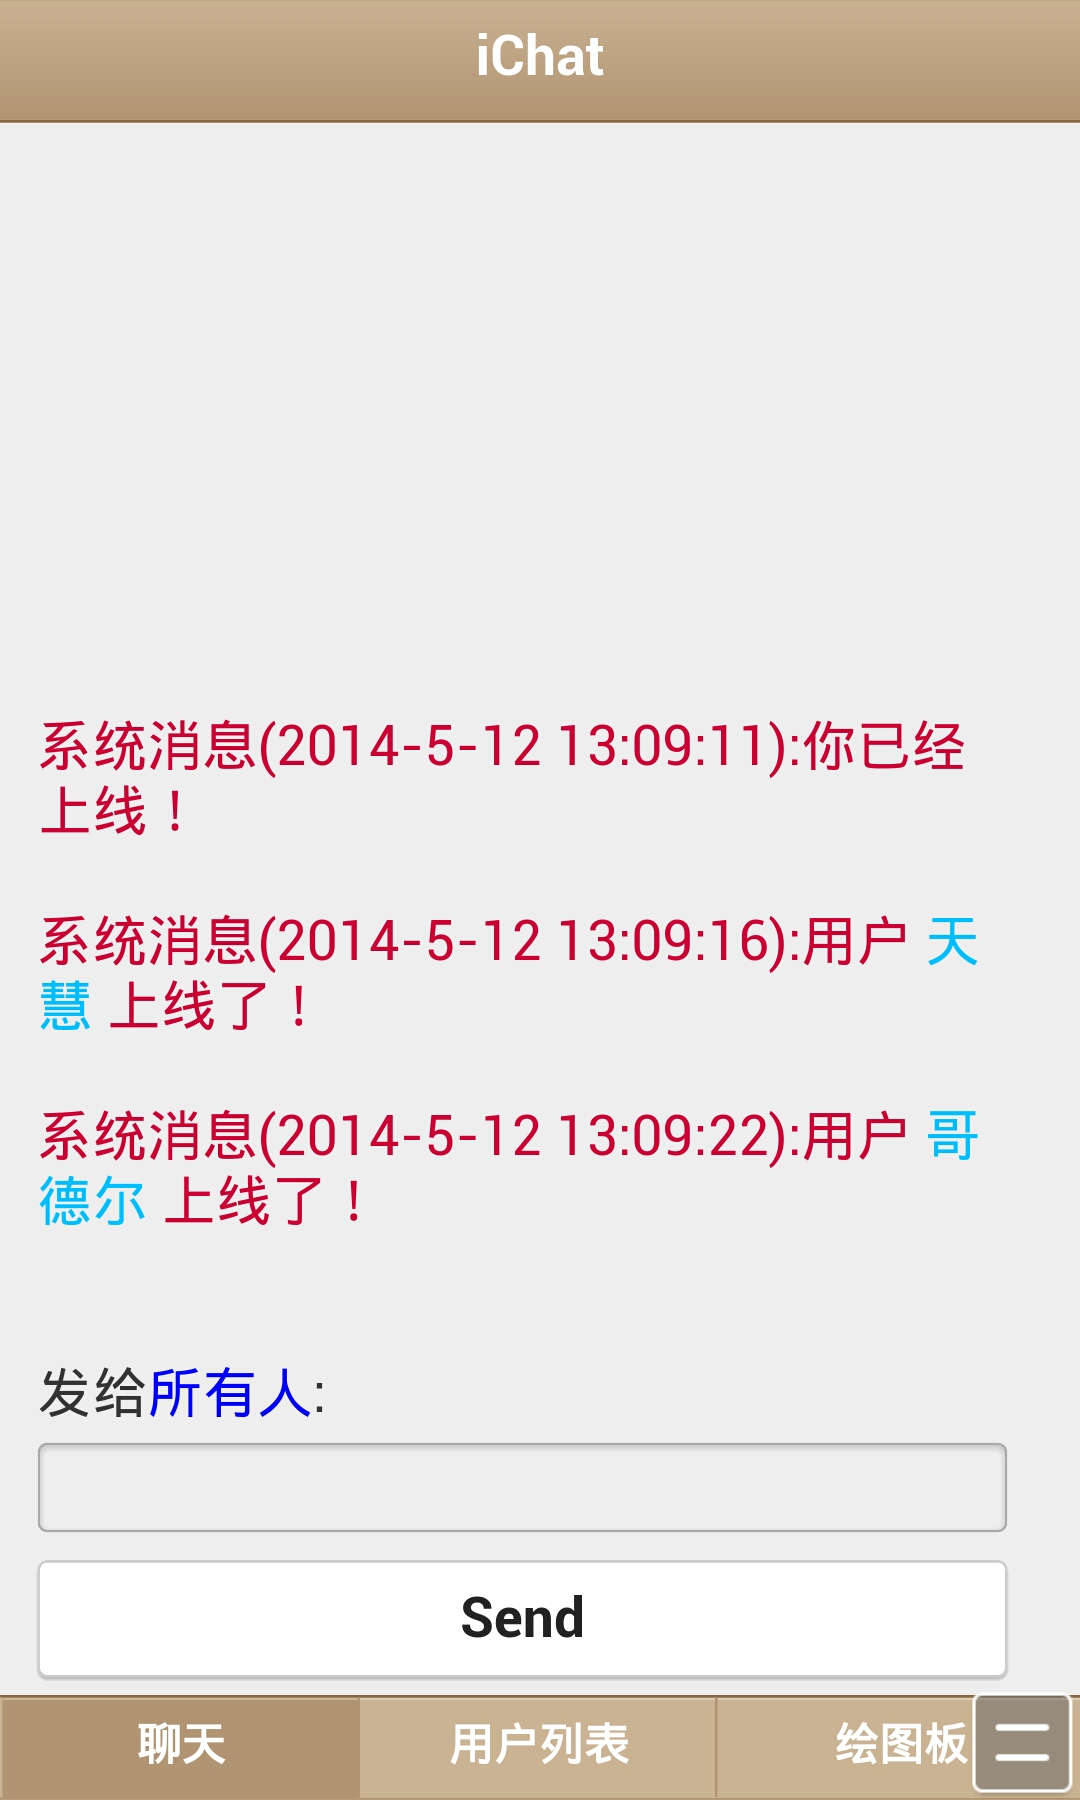 iChat
系统消息(2014-5-12 13:09:11):你已经
上线！
系统消息(2014-5-12 13:09:16):用户 天
慧 上线了！
系统消息(2014-5-12 13:09:22):用户 哥
德尔 上线了！
发给所有人:
Send
聊天 用户列表 绘图板